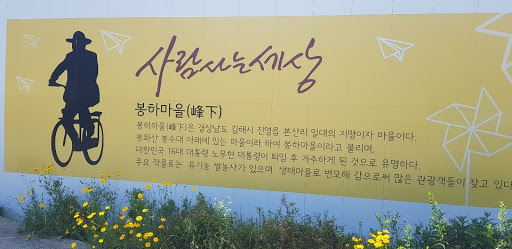 사람사는세상
봉하마을(峰下)
봉하마을(峰下)은 경상남도 김해시 진영읍 본산리 일대의 지명이자 마을이다.
봉화산 봉수대 아래에 있는 마을이라 하여 봉하마을이라고 불리며,
대한민국 16대 대통령 노무현 대통령이 퇴임 후 거주하게 된 것으로 유명하다.
주요 작물로는 유기농 쌀농사가 있으며 생태마을로 변모해 감으로써 많은 관광객들이 찾고 있다